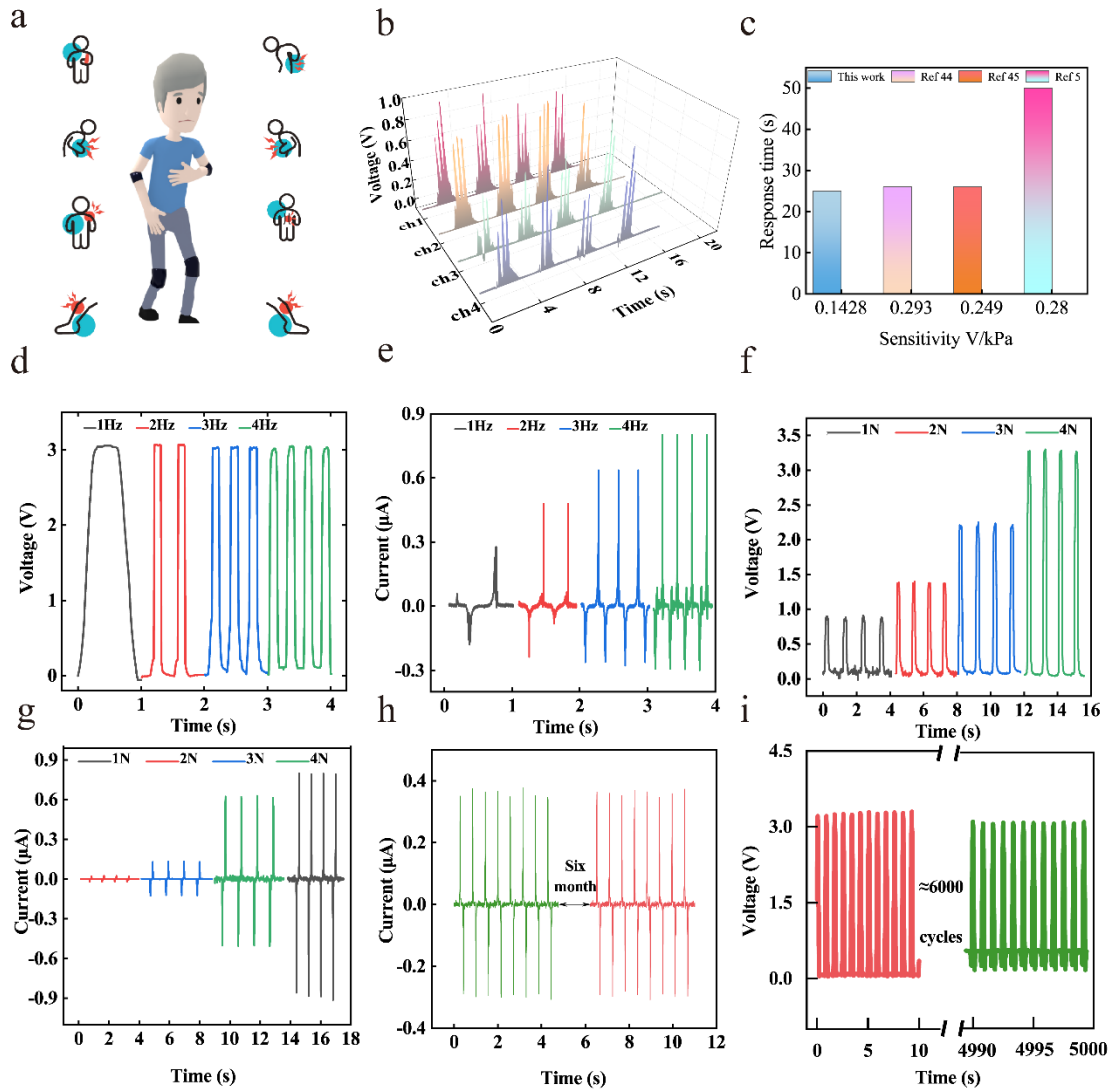 a
b
1.0
0.8
0.6
0.4
0.2
0.0
Voltage (V)
ch1
ch2
ch3
ch4
0
4
8
12
16
20
Time (s)
c
This work
Ref 44
Ref 45
Ref 5
50
40
30
20
10
0
Response time (s)
0.1428
0.293
0.249
0.28
Sensitivity V/kPa
d
1Hz 2Hz 3Hz 4Hz
3
2
1
0
Voltage (V)
0 1 2 3 4
Time (s)
e
1Hz 2Hz 3Hz 4Hz
0.9
0.6
0.3
0.0
-0.3
Current (μA)
0 1 2 3 4
Time (s)
f
1N 2N 3N 4N
3.5
3.0
2.5
2.0
1.5
1.0
0.5
0.0
Voltage (V)
0 2 4 6 8 10 12 14 16
Time (s)
g
1N 2N 3N 4N
0.9
0.6
0.3
0.0
-0.3
-0.6
-0.9
Current (μA)
0 2 4 6 8 10 12 14 16 18
Time (s)
h
0.4
0.2
0.0
-0.2
-0.4
Current (μA)
Six
month
0 2 4 6 8 10 12
Time (s)
i
4.5
3.0
1.5
0.0
Voltage (V)
≈6000
cycles
0 5 10 4990 4995 5000
Time (s)